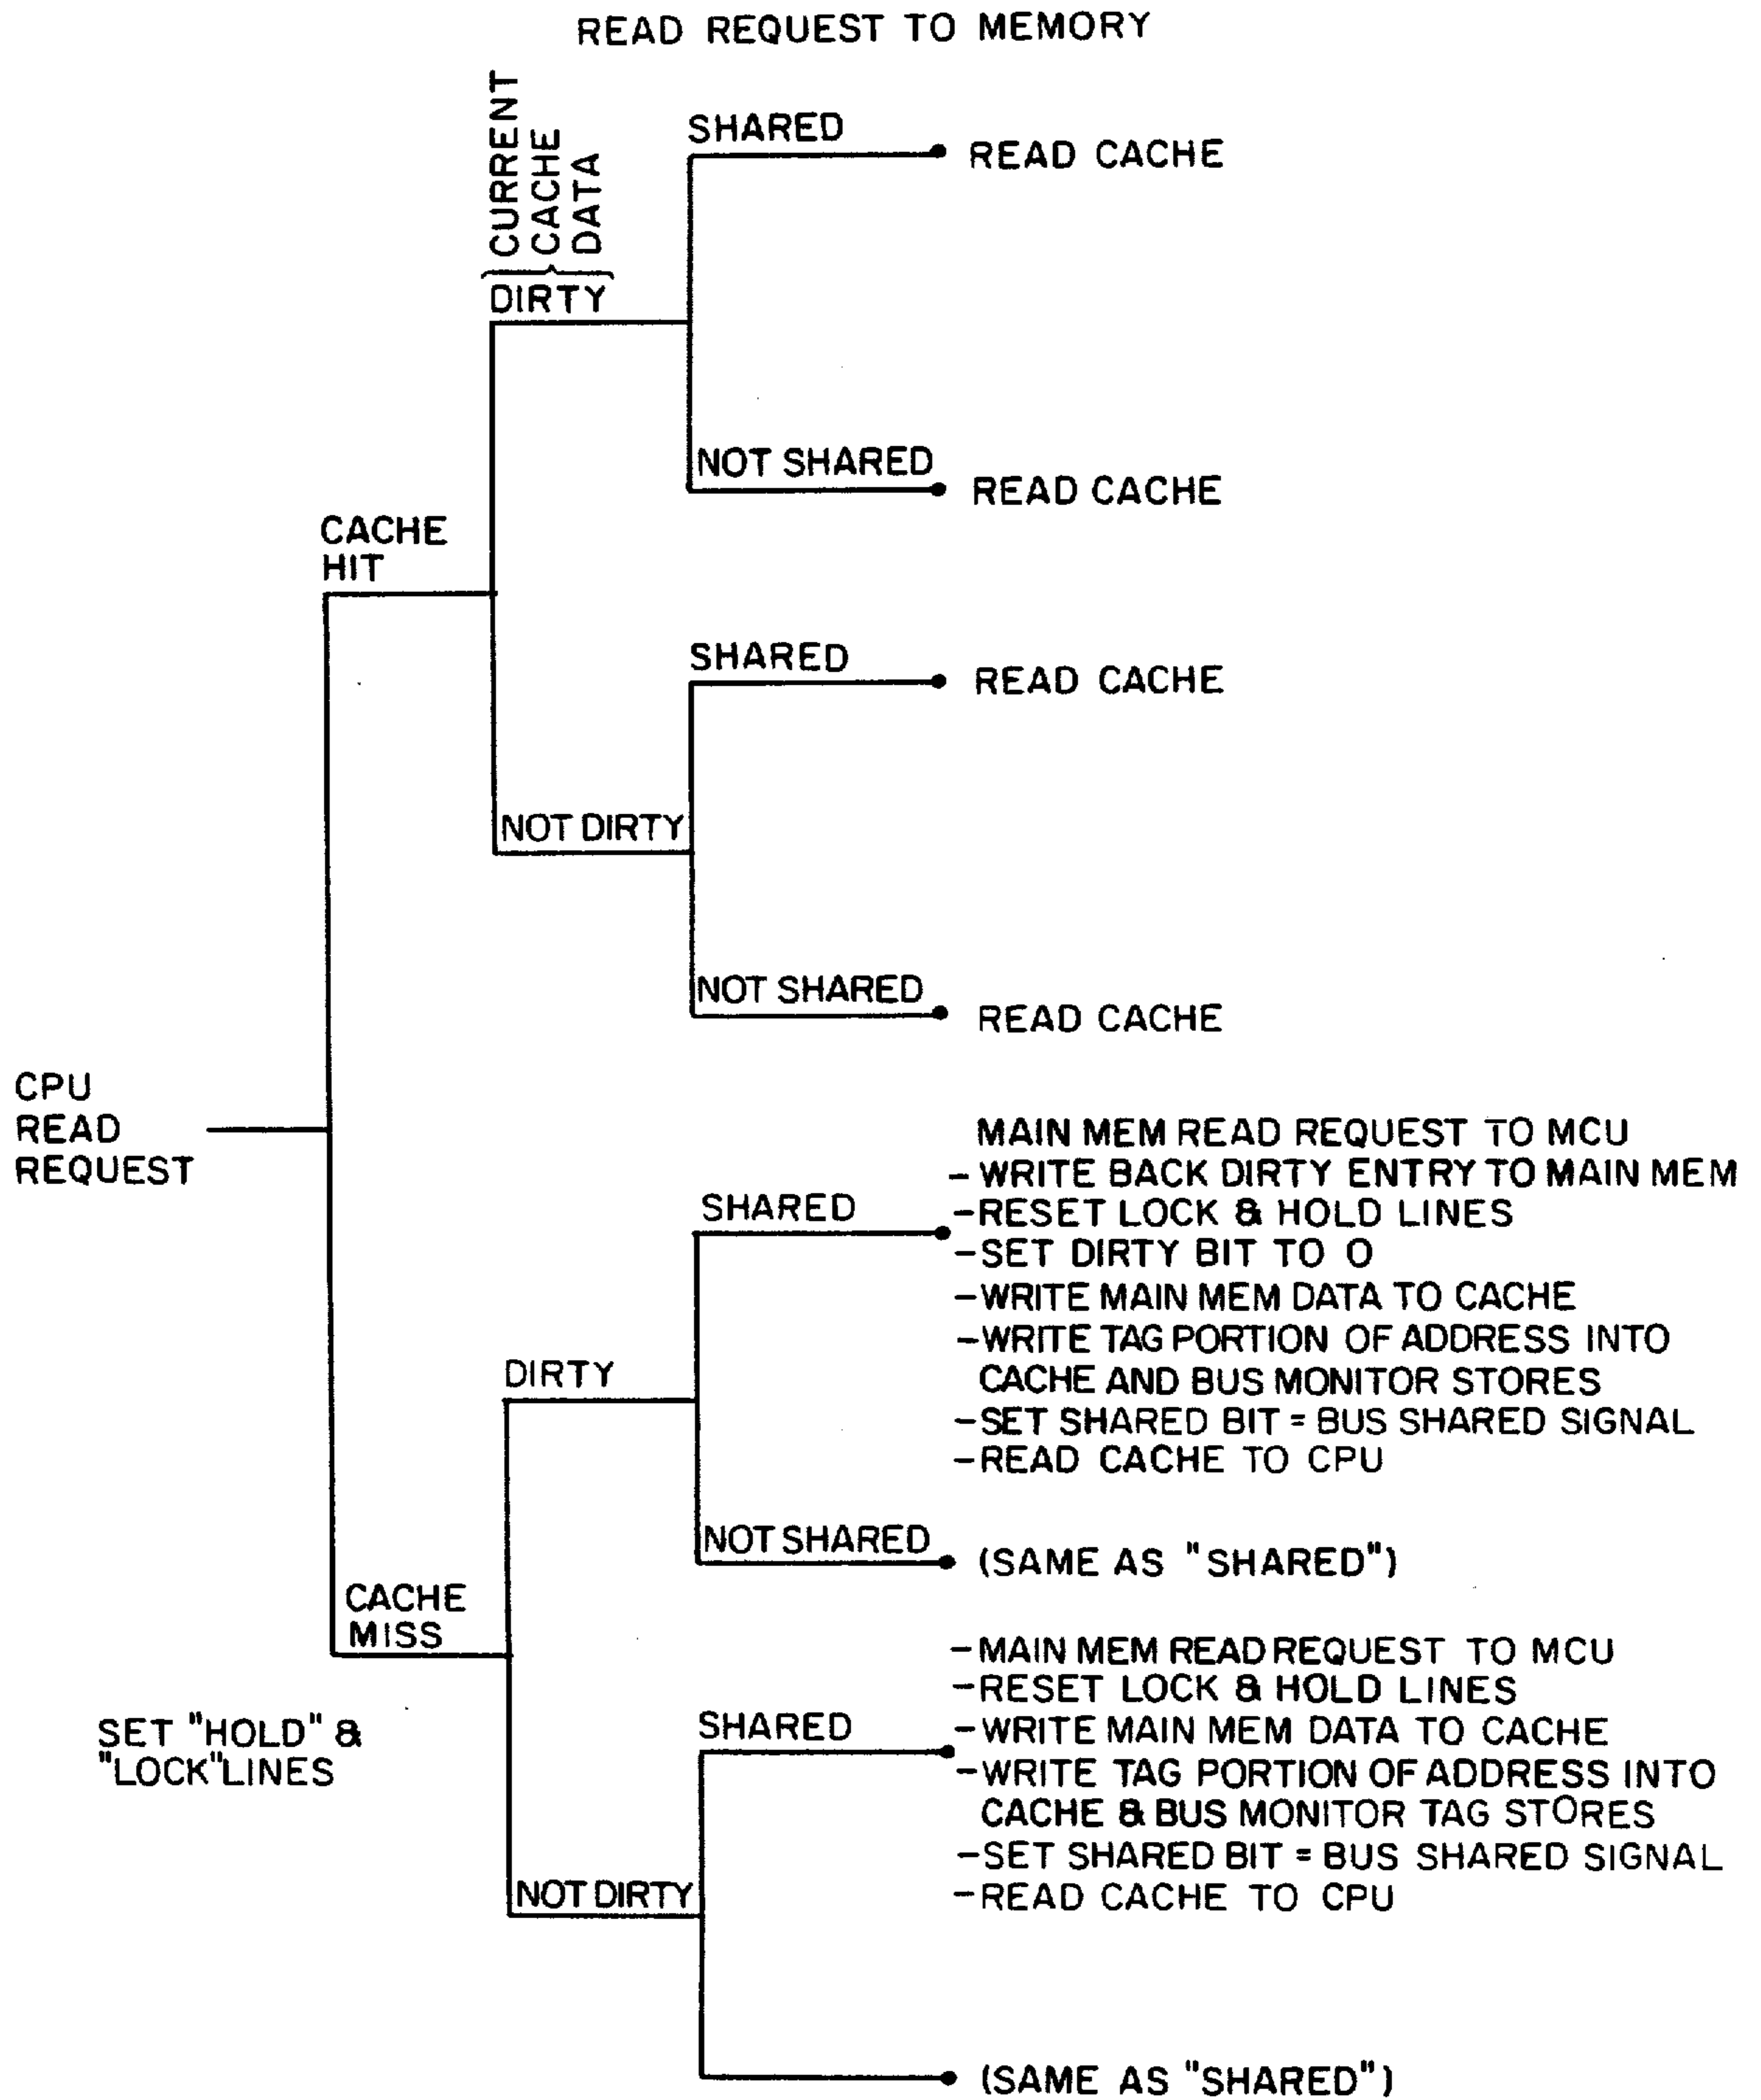 READ REQUEST TO MEMORY
CURRENT
CACHE
DATA
SHARED
READ CACHE
DIRTY
NOT SHARED
READ CACHE
CACHE
HIT
SHARED
READ CACHE
NOT DIRTY
NOT SHARED
READ CACHE
CPU
READ
REQUEST
MAIN MEM READ REQUEST TO MCU
- WRITE BACK DIRTY ENTRY TO MAIN MEM
SHARED
-RESET LOCK & HOLD LINES
-SET DIRTY BIT TO 0
-WRITE MAIN MEM DATA TO CACHE
-WRITE TAG PORTION OF ADDRESS INTO
CACHE AND BUS MONITOR STORES
DIRTY
-SET SHARED BIT = BUS SHARED SIGNAL
-READ CACHE TO CPU
NOT SHARED
(SAME AS "SHARED")
CACHE
MISS
SET "HOLD" &
"LOCK" LINES
-MAIN MEM READ REQUEST TO MCU
-RESET LOCK & HOLD LINES
SHARED
-WRITE MAIN MEM DATA TO CACHE
-WRITE TAG PORTION OF ADDRESS INTO
CACHE & BUS MONITOR TAG STORES
-SET SHARED BIT = BUS SHARED SIGNAL
-READ CACHE TO CPU
NOT DIRTY
(SAME AS "SHARED")